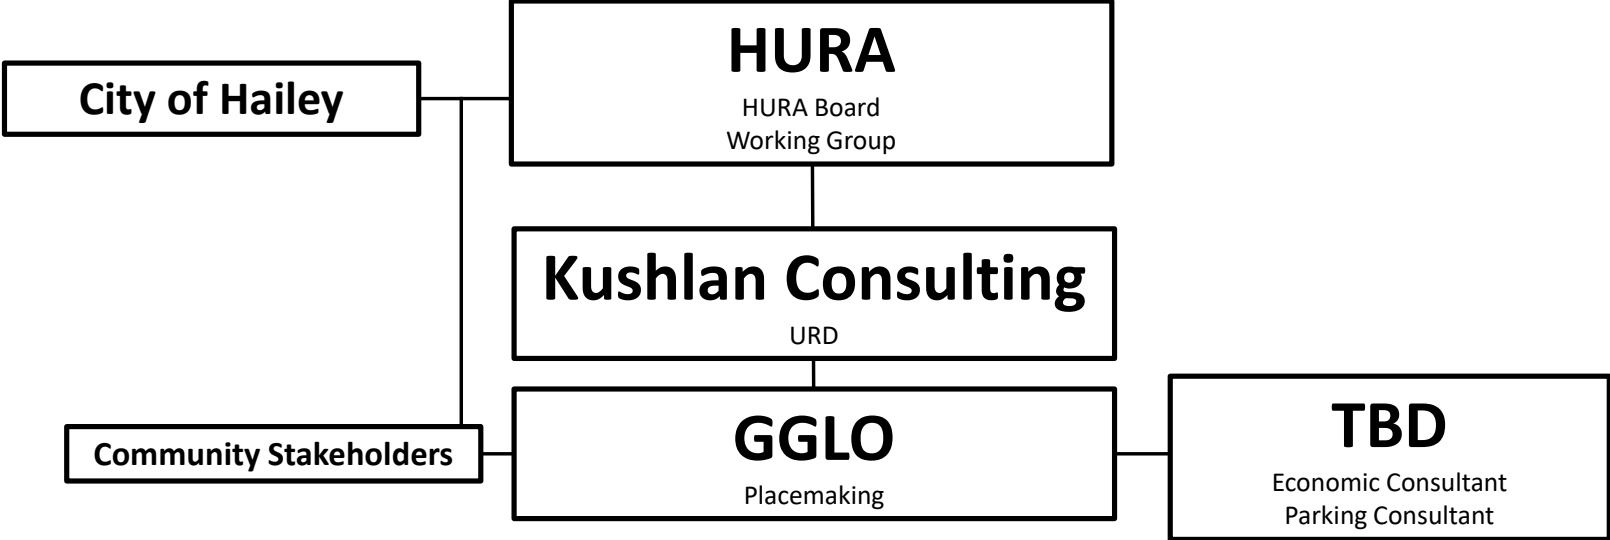 HURA
HURA Board
Working Group
City of Hailey
Kushlan Consulting
URD
Community Stakeholders
GGLO
Placemaking
TBD
Economic Consultant
Parking Consultant